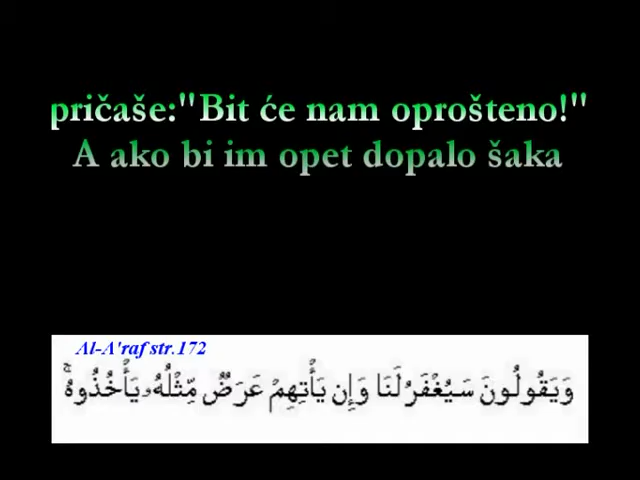 pričaše:"Bit će nam oprošteno!"
A ako bi im opet dopalo šaka
Al-A'raf str.172
وَيَقُولُونَ سَيُغْفَرُ لَنَا وَإِن يَأْتِهِمْ عَرَضٌ مِّثْلُهُۥ يَأْخُذُوهُ ۚ